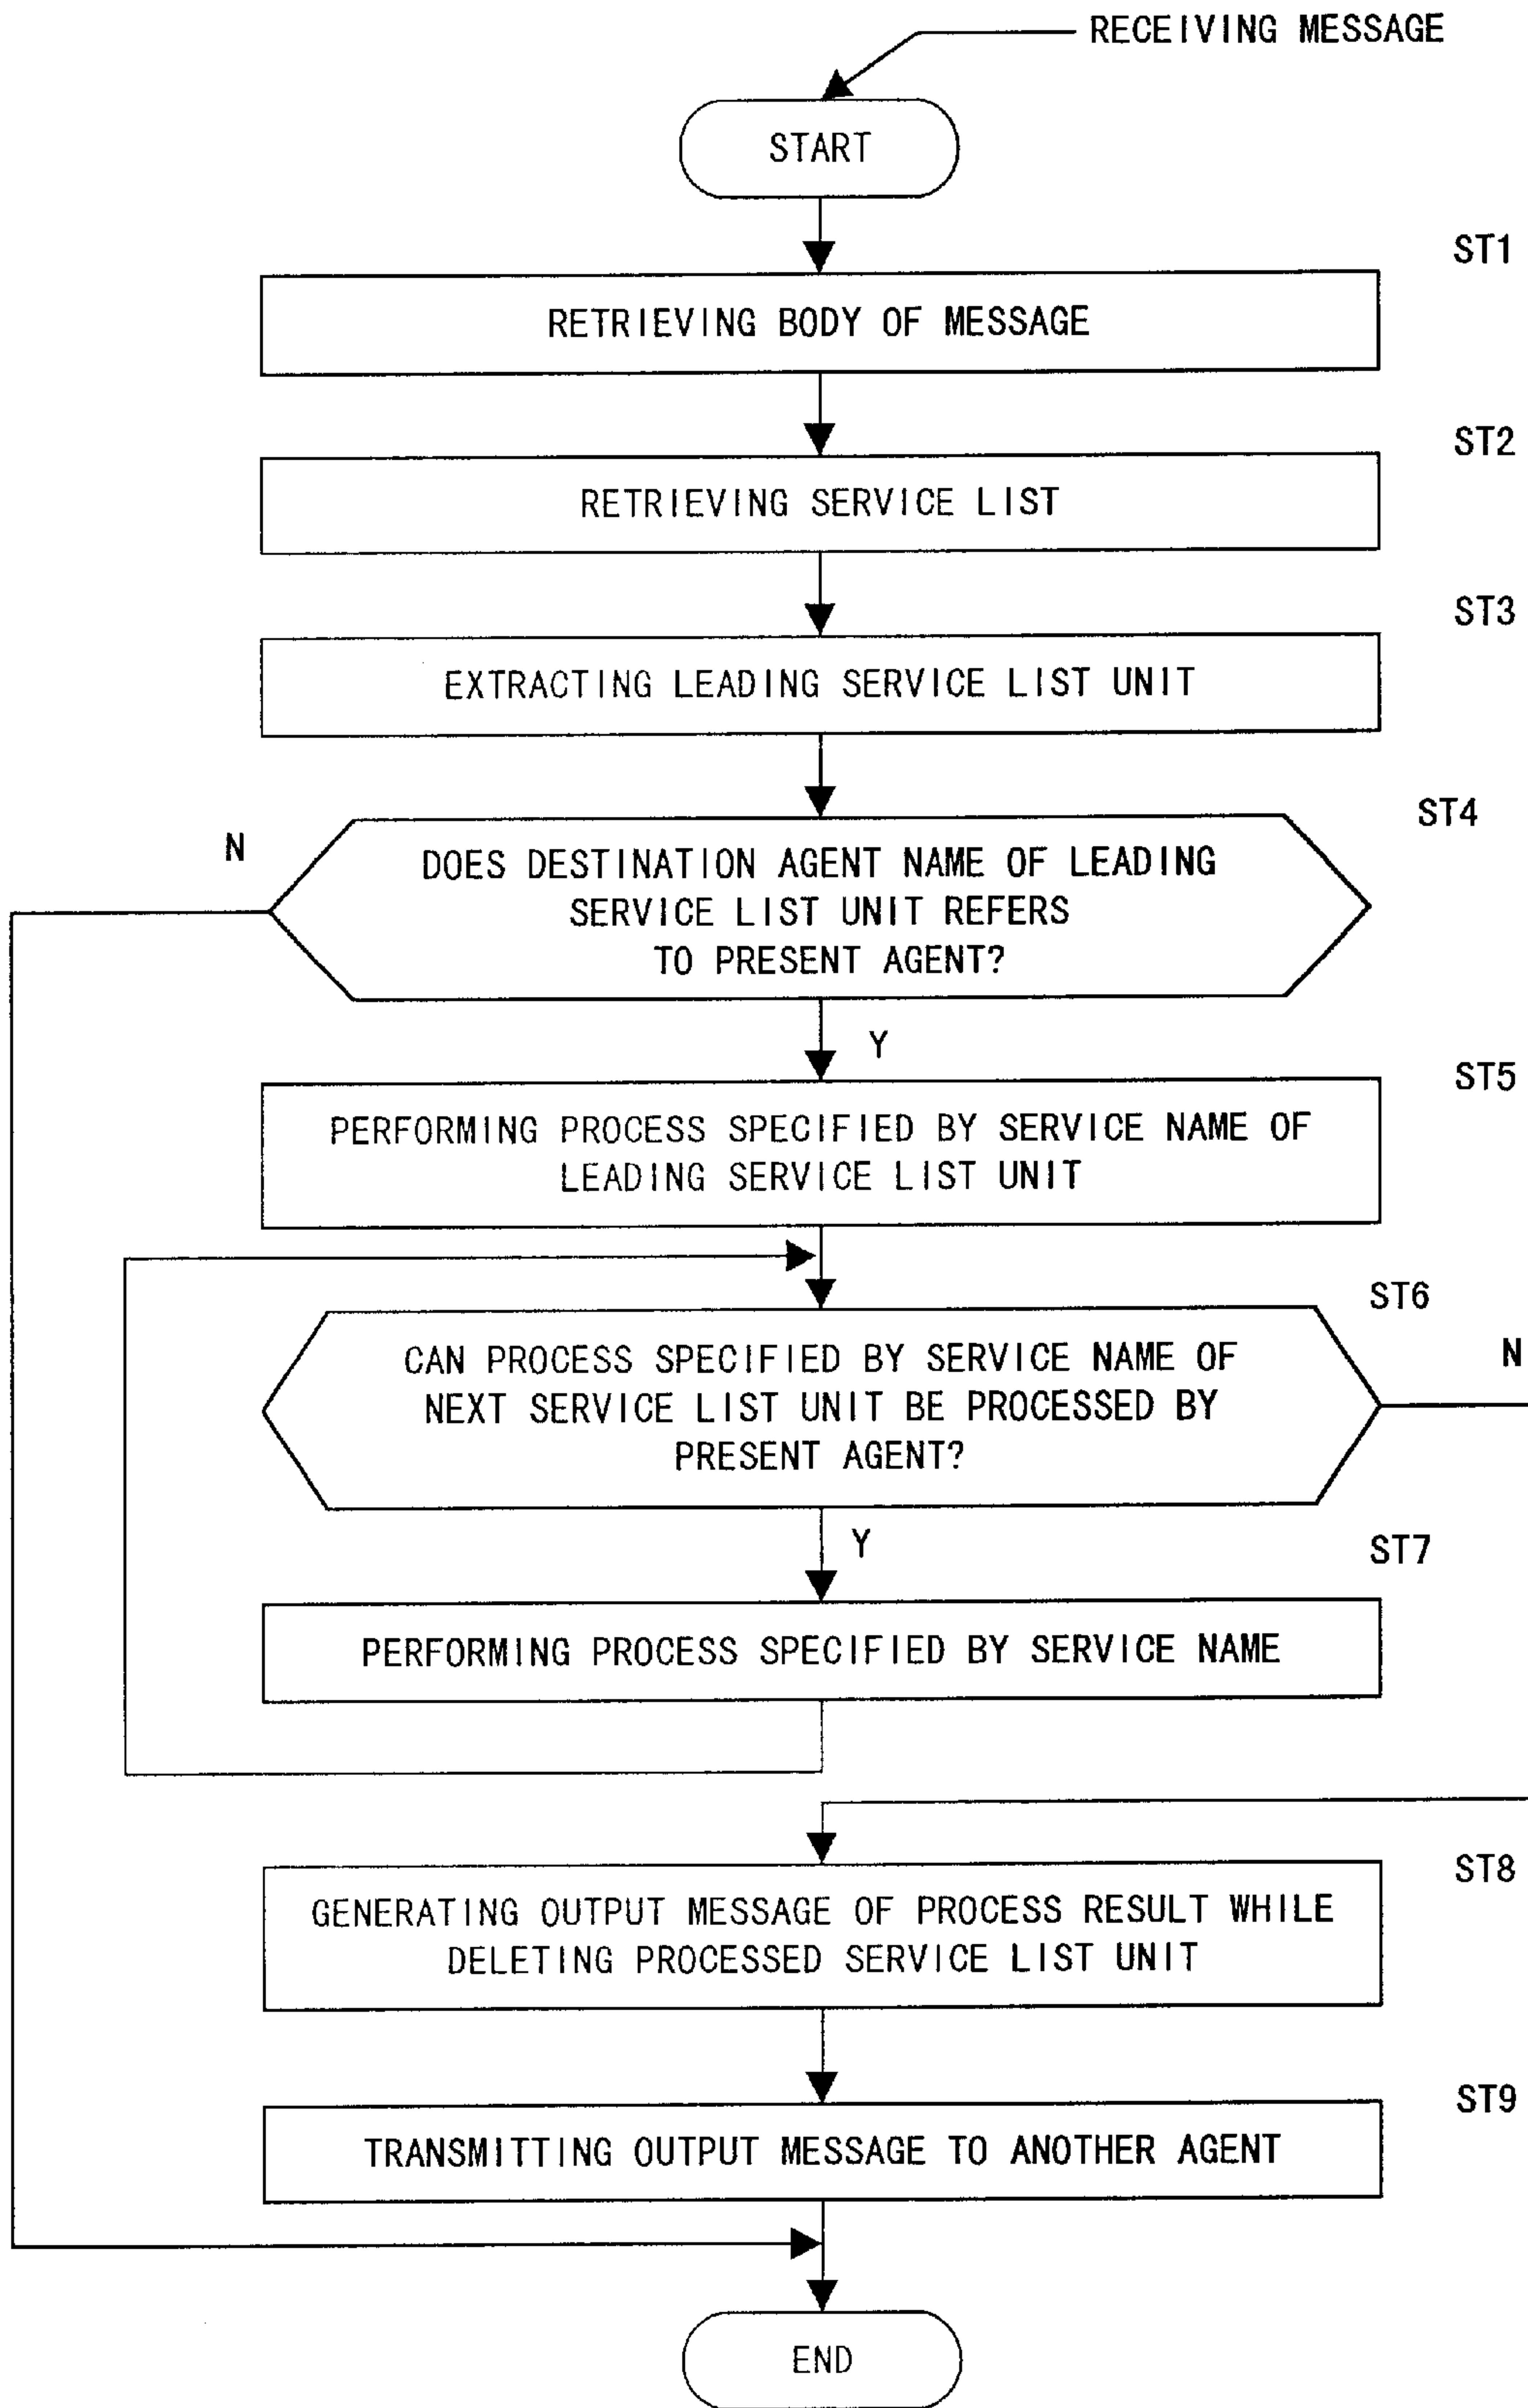 RECEIVING MESSAGE
START
ST1
RETRIEVING BODY OF MESSAGE
ST2
RETRIEVING SERVICE LIST
ST3
EXTRACTING LEADING SERVICE LIST UNIT
ST4
N
DOES DESTINATION AGENT NAME OF LEADING
SERVICE LIST UNIT REFERS
TO PRESENT AGENT?
Y
ST5
PERFORMING PROCESS SPECIFIED BY SERVICE NAME OF
LEADING SERVICE LIST UNIT
ST6
N
CAN PROCESS SPECIFIED BY SERVICE NAME OF
NEXT SERVICE LIST UNIT BE PROCESSED BY
PRESENT AGENT?
Y
ST7
PERFORMING PROCESS SPECIFIED BY SERVICE NAME
ST8
GENERATING OUTPUT MESSAGE OF PROCESS RESULT WHILE
DELETING PROCESSED SERVICE LIST UNIT
ST9
TRANSMITTING OUTPUT MESSAGE TO ANOTHER AGENT
END